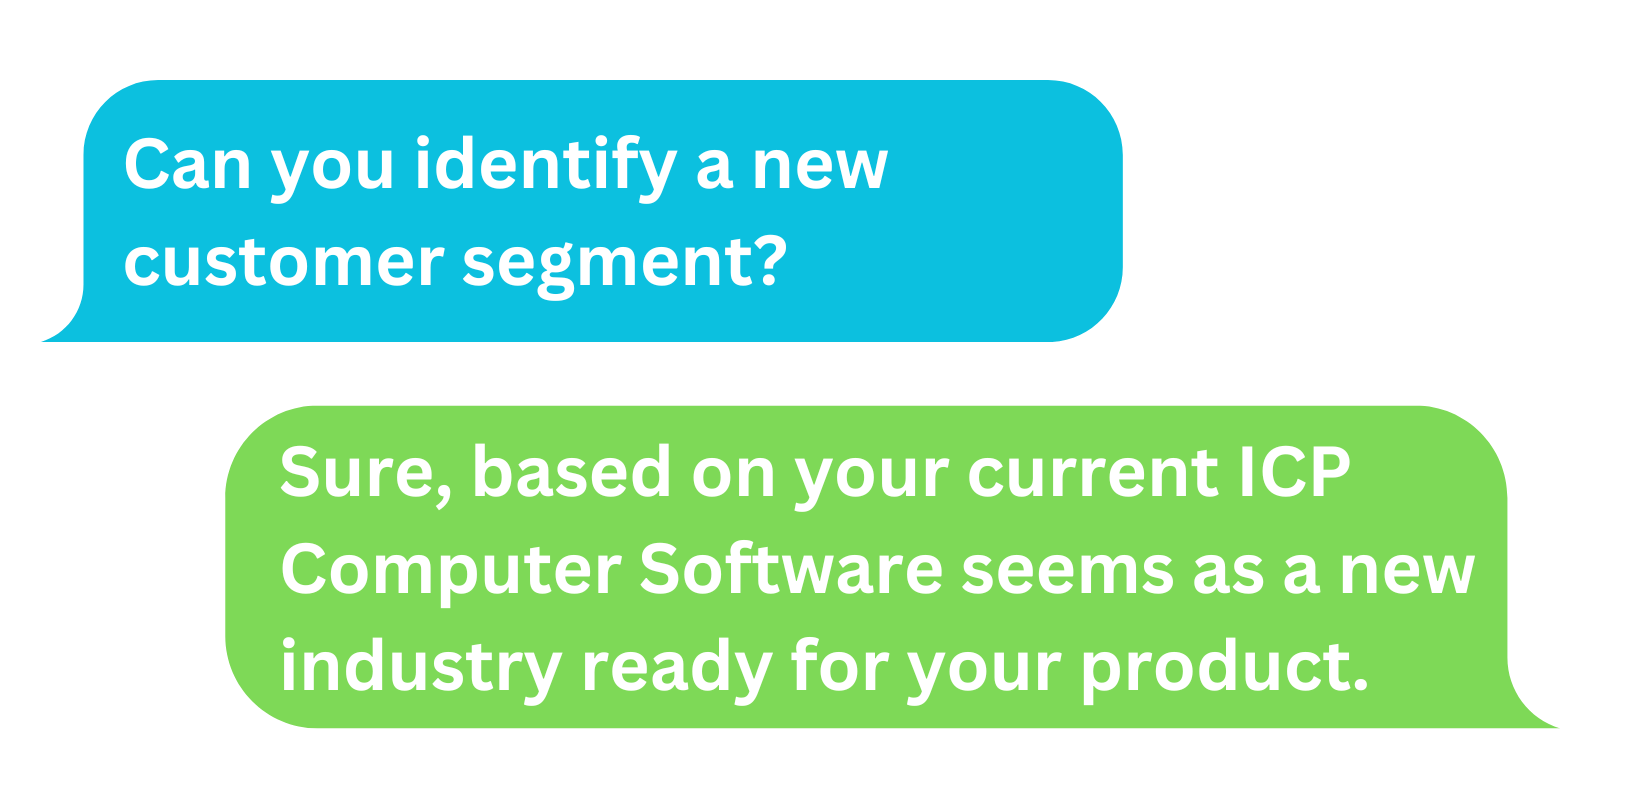 Can you identify a new
customer segment?
Sure, based on your current ICP
Computer Software seems as a new
industry ready for your product.